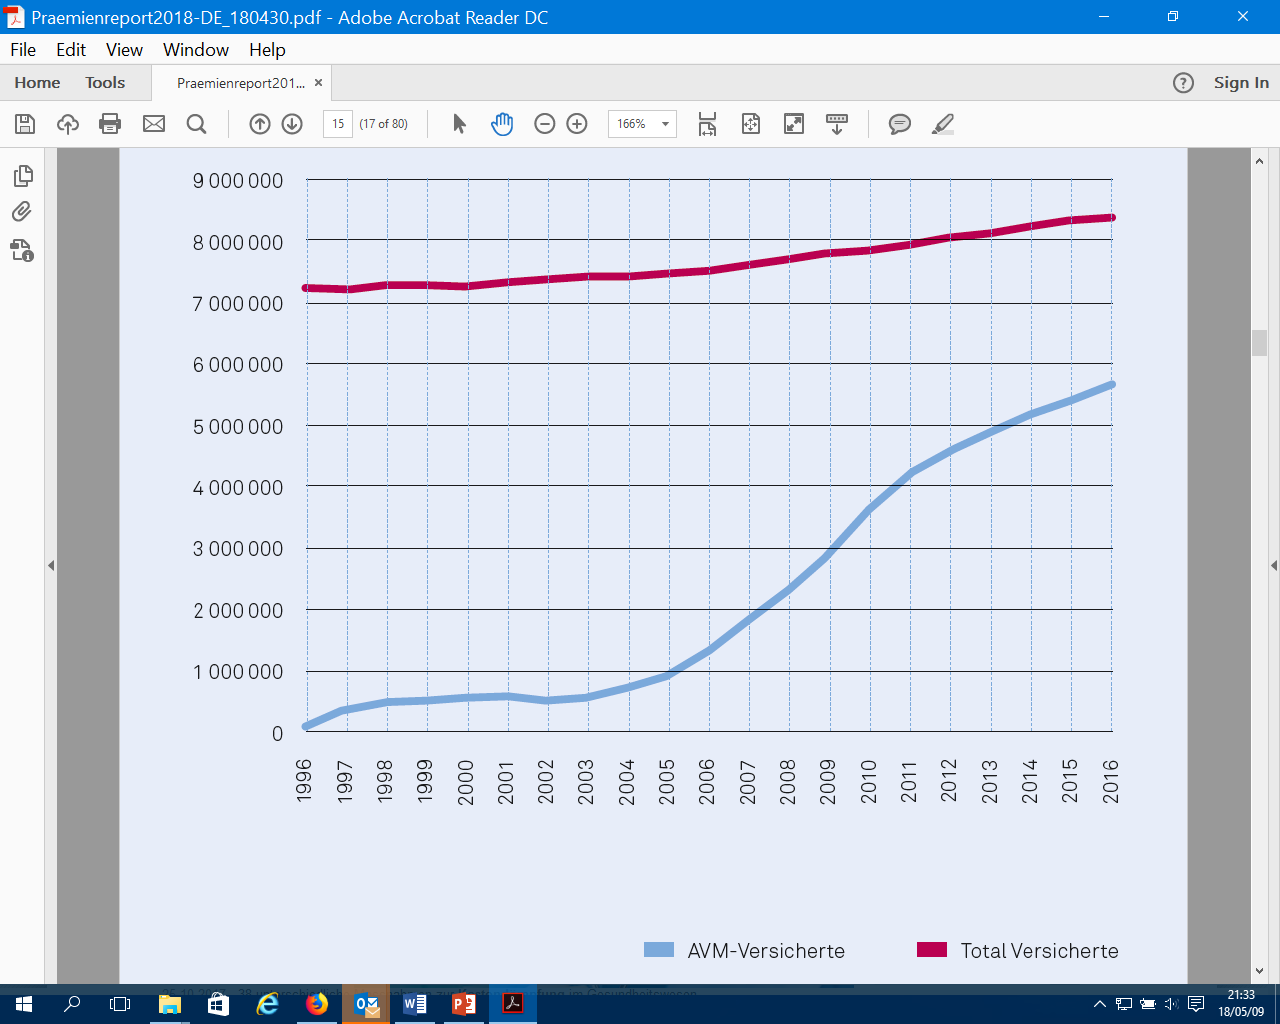 Praemienreport2018-DE_180430.pdf - Adobe Acrobat Reader DC
File Edit View Window Help
Home Tools Praemienreport201... × ? Sign In
15 (17 of 80) 166%
9 000 000
8 000 000
7 000 000
6 000 000
5 000 000
4 000 000
3 000 000
2 000 000
1 000 000
0
1996 1997 1998 1999 2000 2001 2002 2003 2004 2005 2006 2007 2008 2009 2010 2011 2012 2013 2014 2015 2016
AVM-Versicherte Total Versicherte
21:33
18/05/09